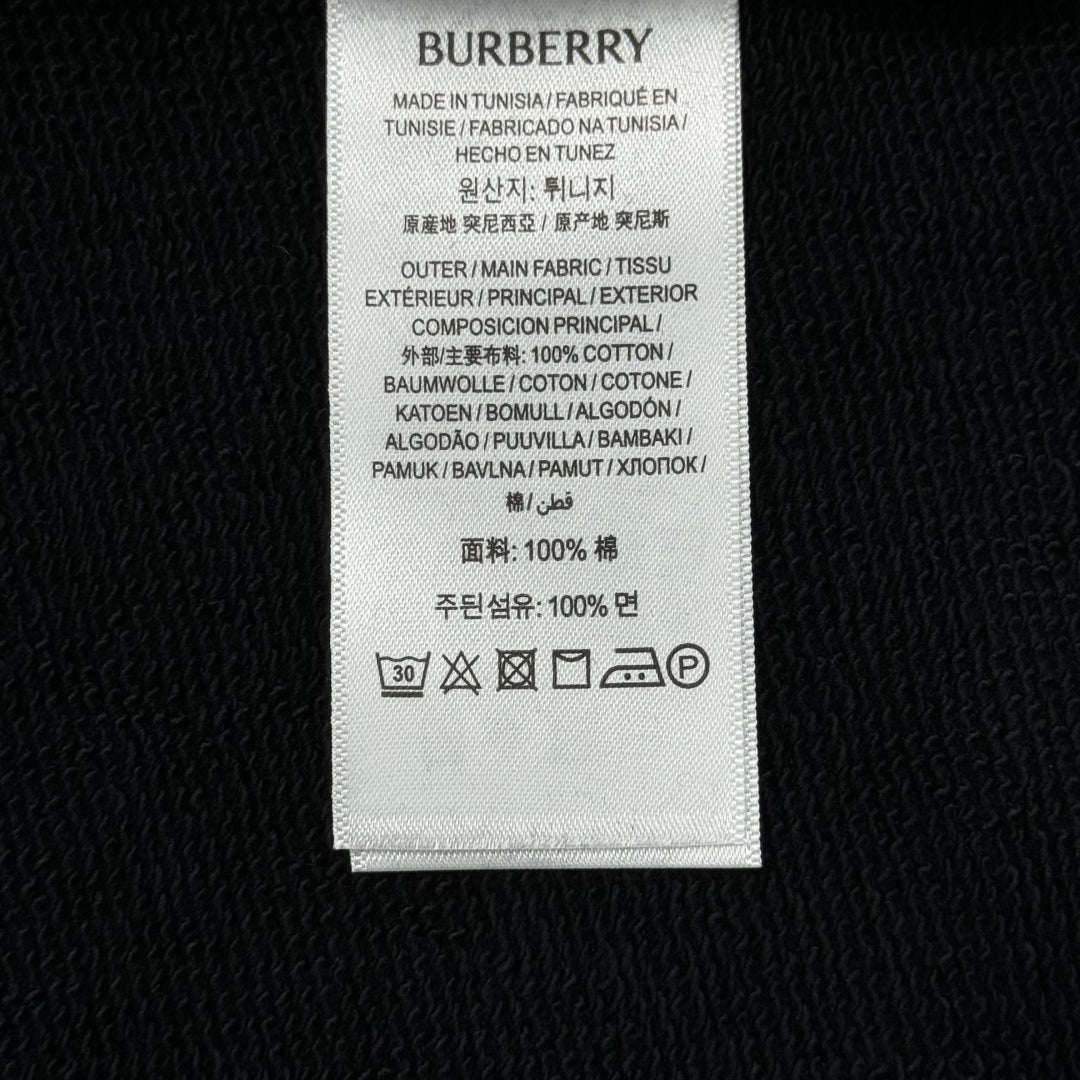 BURBERRY
MADE IN TUNISIA / FABRIQUÉ EN
TUNISIE / FABRICADO NA TUNISIA /
HECHO EN TUNEZ
원산지: 튀니지
原産地 突尼西亞 / 原产地 突尼斯
OUTER / MAIN FABRIC / TISSU
EXTÉRIEUR / PRINCIPAL / EXTERIOR
COMPOSICION PRINCIPAL /
外部/主要布料: 100% COTTON /
BAUMWOLLE / COTON / COTONE /
KATOEN / BOMULL / ALGODÓN /
ALGODÃO / PUUVILLA / BAMBAKI /
PAMUK / BAVLNA / PAMUT / ХЛОПОК /
棉 / قطن
面料: 100% 棉
주된섬유: 100% 면
30 P